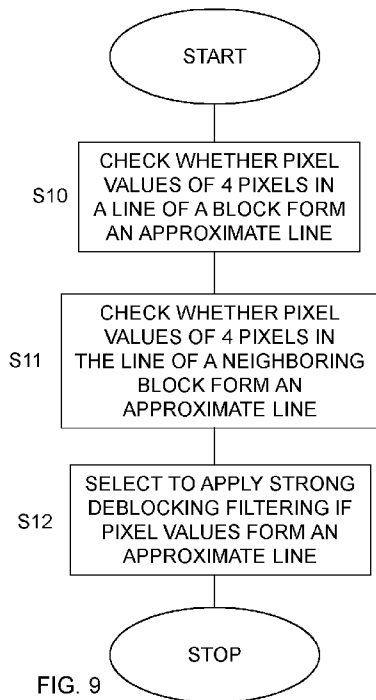 START
S10
CHECK WHETHER PIXEL
VALUES OF 4 PIXELS IN
A LINE OF A BLOCK FORM
AN APPROXIMATE LINE
S11
CHECK WHETHER PIXEL
VALUES OF 4 PIXELS IN
THE LINE OF A NEIGHBORING
BLOCK FORM AN
APPROXIMATE LINE
S12
SELECT TO APPLY STRONG
DEBLOCKING FILTERING IF
PIXEL VALUES FORM AN
APPROXIMATE LINE
STOP
FIG. 9